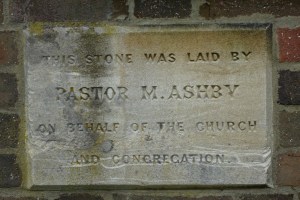 THIS STONE WAS LAID BY
PASTOR M. ASHBY
ON BEHALF OF THE CHURCH
AND CONGREGATION.